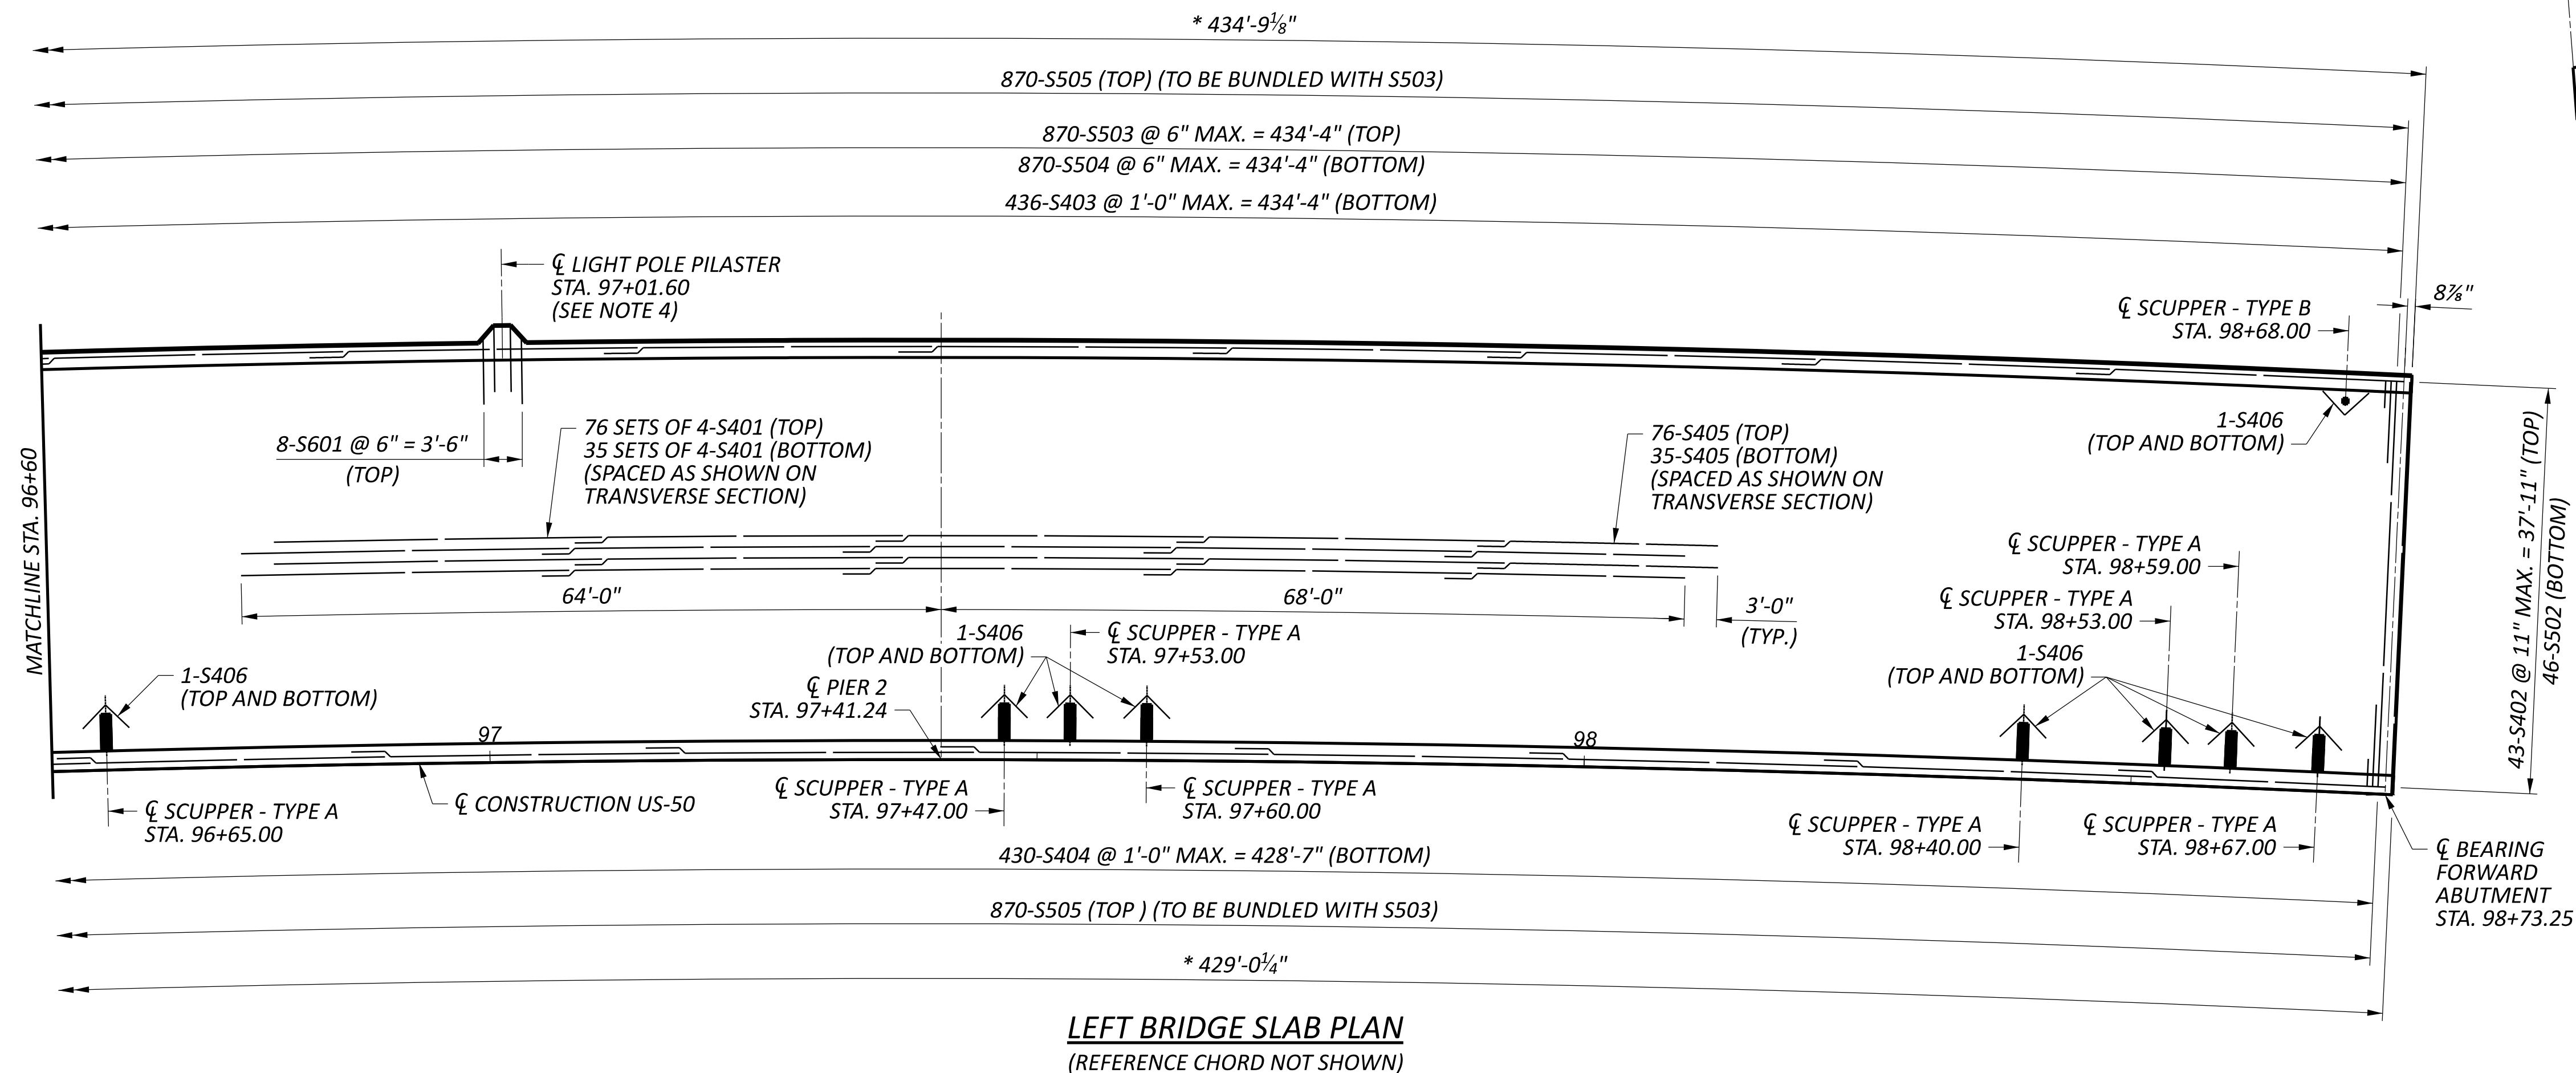 * 434'-9⅛"
870-S505 (TOP) (TO BE BUNDLED WITH S503)
870-S503 @ 6" MAX. = 434'-4" (TOP)
870-S504 @ 6" MAX. = 434'-4" (BOTTOM)
436-S403 @ 1'-0" MAX. = 434'-4" (BOTTOM)
℄ LIGHT POLE PILASTER
STA. 97+01.60
(SEE NOTE 4)
8⅞"
℄ SCUPPER - TYPE B
STA. 98+68.00
1-S406
(TOP AND BOTTOM)
8-S601 @ 6" = 3'-6"
(TOP)
76 SETS OF 4-S401 (TOP)
35 SETS OF 4-S401 (BOTTOM)
(SPACED AS SHOWN ON
TRANSVERSE SECTION)
76-S405 (TOP)
35-S405 (BOTTOM)
(SPACED AS SHOWN ON
TRANSVERSE SECTION)
MATCHLINE STA. 96+60
43-S402 @ 11" MAX. = 37'-11" (TOP)
46-S502 (BOTTOM)
64'-0"
68'-0"
3'-0"
(TYP.)
℄ SCUPPER - TYPE A
STA. 98+59.00
℄ SCUPPER - TYPE A
STA. 98+53.00
1-S406
(TOP AND BOTTOM)
℄ SCUPPER - TYPE A
STA. 97+53.00
1-S406
(TOP AND BOTTOM)
1-S406
(TOP AND BOTTOM)
℄ PIER 2
STA. 97+41.24
97
98
℄ SCUPPER - TYPE A
STA. 96+65.00
℄ CONSTRUCTION US-50
℄ SCUPPER - TYPE A
STA. 97+47.00
℄ SCUPPER - TYPE A
STA. 97+60.00
℄ SCUPPER - TYPE A
STA. 98+40.00
℄ SCUPPER - TYPE A
STA. 98+67.00
℄ BEARING
FORWARD
ABUTMENT
STA. 98+73.25
430-S404 @ 1'-0" MAX. = 428'-7" (BOTTOM)
870-S505 (TOP ) (TO BE BUNDLED WITH S503)
* 429'-0¼"
LEFT BRIDGE SLAB PLAN
(REFERENCE CHORD NOT SHOWN)